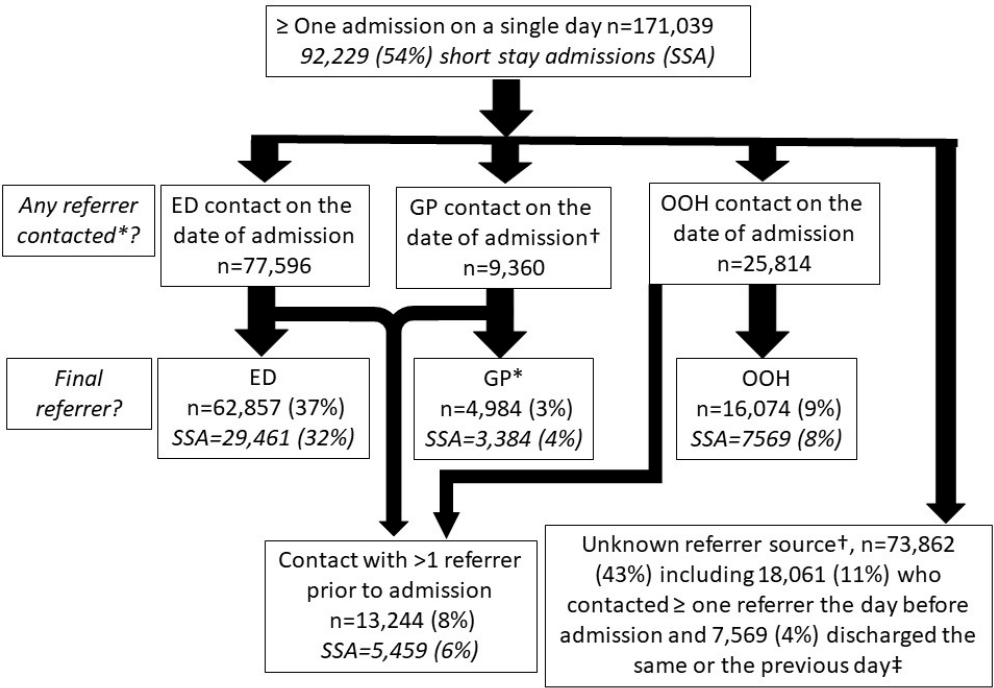 ≥ One admission on a single day n=171,039
92,229 (54%) short stay admissions (SSA)
Any referrer
contacted*?
ED contact on the
date of admission
n=77,596
GP contact on the
date of admission†
n=9,360
OOH contact on the
date of admission
n=25,814
Final
referrer?
ED
n=62,857 (37%)
SSA=29,461 (32%)
GP*
n=4,984 (3%)
SSA=3,384 (4%)
OOH
n=16,074 (9%)
SSA=7569 (8%)
Contact with >1 referrer
prior to admission
n=13,244 (8%)
SSA=5,459 (6%)
Unknown referrer source†, n=73,862
(43%) including 18,061 (11%) who
contacted ≥ one referrer the day before
admission and 7,569 (4%) discharged the
same or the previous day‡